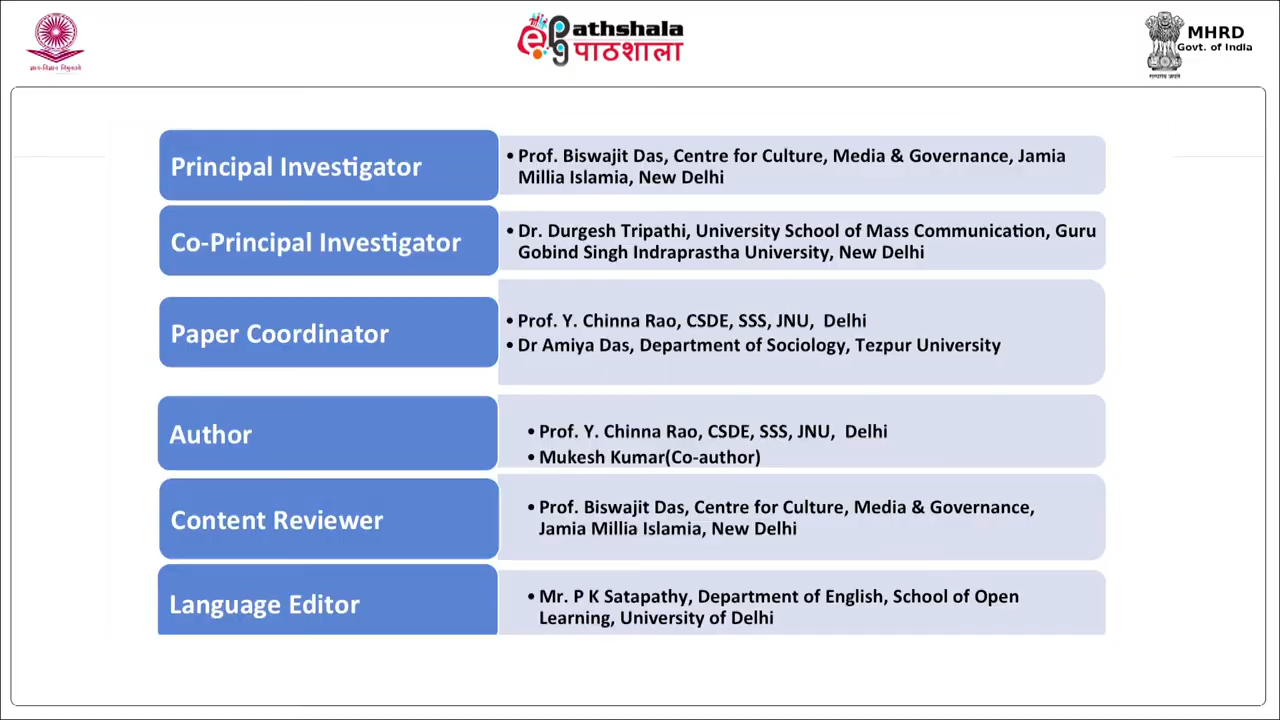 ज्ञान-विज्ञान विमुक्तये
ePGpathshala
पाठशाला
MHRD
Govt. of India
सत्यमेव जयते
Principal Investigator
• Prof. Biswajit Das, Centre for Culture, Media & Governance, Jamia
Millia Islamia, New Delhi
Co-Principal Investigator
• Dr. Durgesh Tripathi, University School of Mass Communication, Guru
Gobind Singh Indraprastha University, New Delhi
Paper Coordinator
• Prof. Y. Chinna Rao, CSDE, SSS, JNU,  Delhi
• Dr Amiya Das, Department of Sociology, Tezpur University
Author
• Prof. Y. Chinna Rao, CSDE, SSS, JNU,  Delhi
• Mukesh Kumar(Co-author)
Content Reviewer
• Prof. Biswajit Das, Centre for Culture, Media & Governance,
Jamia Millia Islamia, New Delhi
Language Editor
• Mr. P K Satapathy, Department of English, School of Open
Learning, University of Delhi